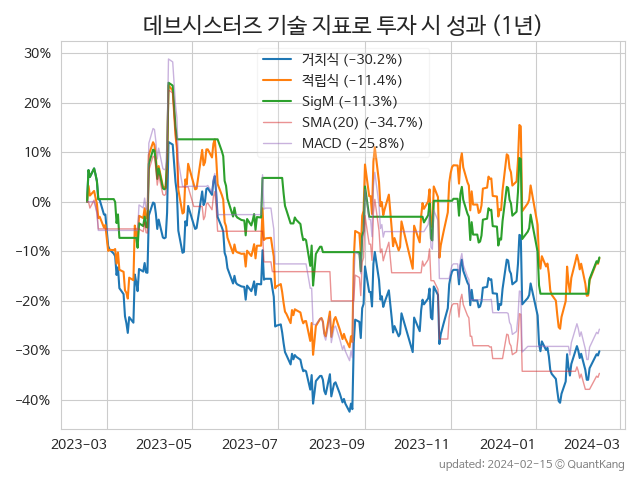 데브시스터즈 기술 지표로 투자 시 성과 (1년)
거치식 (−30.2%)
적립식 (−11.4%)
SigM (−11.3%)
SMA(20) (−34.7%)
MACD (−25.8%)
30%
20%
10%
0%
−10%
−20%
−30%
−40%
2023−03 2023−05 2023−07 2023−09 2023−11 2024−01 2024−03
updated: 2024−02−15 ⓒ QuantKang